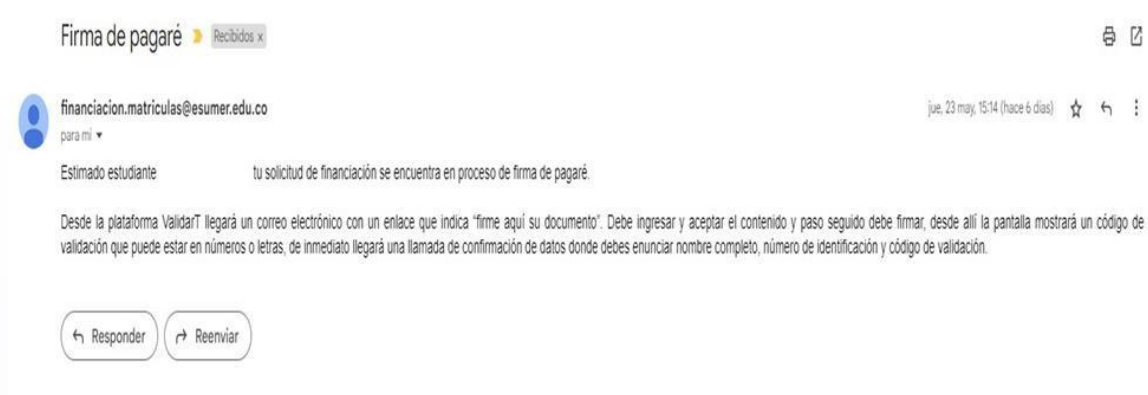 Firma de pagaré Recibidos x
financiacion.matriculas@esumer.edu.co jue, 23 may, 15:14 (hace 6 días)
para mi
Estimado estudiante tu solicitud de financiación se encuentra en proceso de firma de pagaré.
Desde la plataforma ValidarT llegará un correo electrónico con un enlace que indica “firme aquí su documento”. Debe ingresar y aceptar el contenido y paso seguido debe firmar, desde allí la pantalla mostrará un código de
validación que puede estar en números o letras, de inmediato llegará una llamada de confirmación de datos donde debes enunciar nombre completo, número de identificación y código de validación.
Responder Reenviar